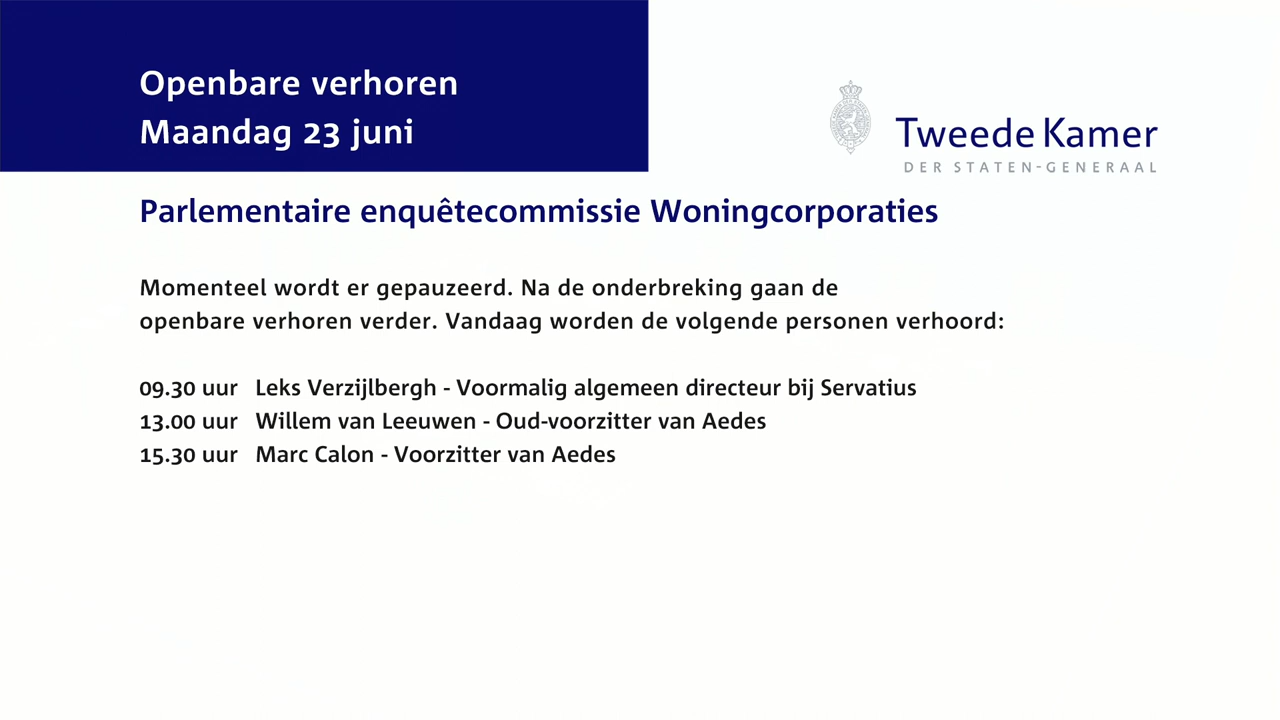 Openbare verhoren
Maandag 23 juni
Tweede Kamer
DER STATEN-GENERAAL
Parlementaire enquêtecommissie Woningcorporaties
Momenteel wordt er gepauzeerd. Na de onderbreking gaan de
openbare verhoren verder. Vandaag worden de volgende personen verhoord:
09.30 uur Leks Verzijlbergh - Voormalig algemeen directeur bij Servatius
13.00 uur Willem van Leeuwen - Oud-voorzitter van Aedes
15.30 uur Marc Calon - Voorzitter van Aedes